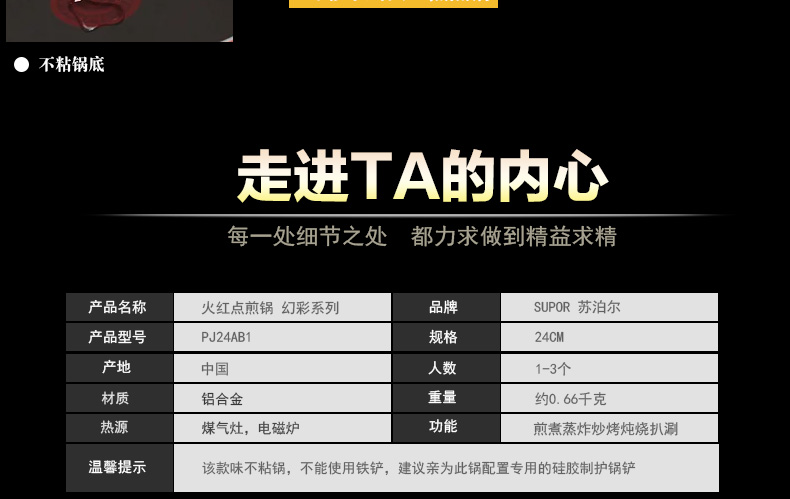 不粘锅底
走进TA的内心
每一处细节之处 都力求做到精益求精
产品名称 火红点煎锅 幻彩系列 品牌 SUPOR 苏泊尔
产品型号 PJ24AB1 规格 24CM
产地 中国 人数 1-3个
材质 铝合金 重量 约0.66千克
热源 煤气灶，电磁炉 功能 煎煮蒸炸炒烤炖烧扒涮
温馨提示 该款味不粘锅，不能使用铁铲，建议亲为此锅配置专用的硅胶制护锅铲